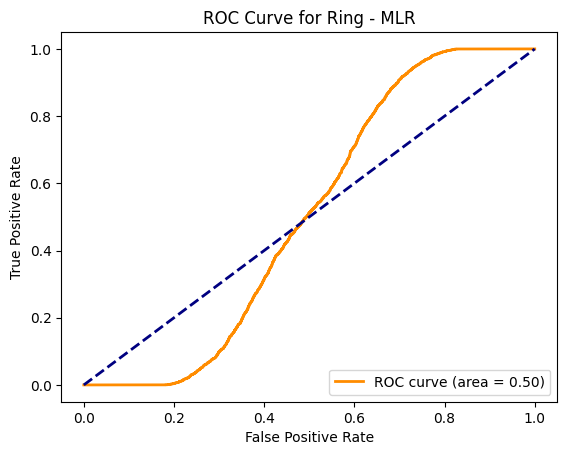 ROC Curve for Ring - MLR
True Positive Rate
1.0
0.8
0.6
0.4
0.2
0.0
ROC curve (area = 0.50)
0.0 0.2 0.4 0.6 0.8 1.0
False Positive Rate